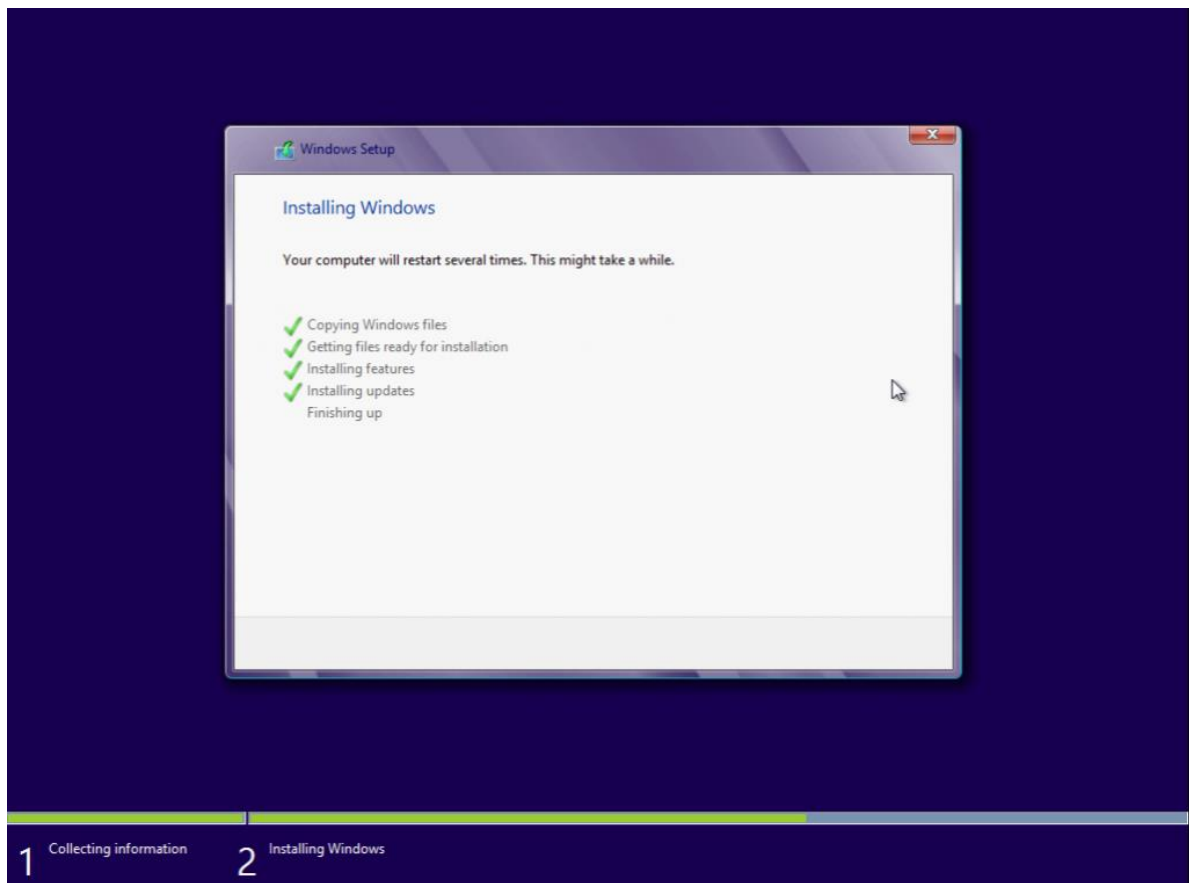 Windows Setup
Installing Windows
Your computer will restart several times. This might take a while.
Copying Windows files
Getting files ready for installation
Installing features
Installing updates
Finishing up
1 Collecting information
2 Installing Windows